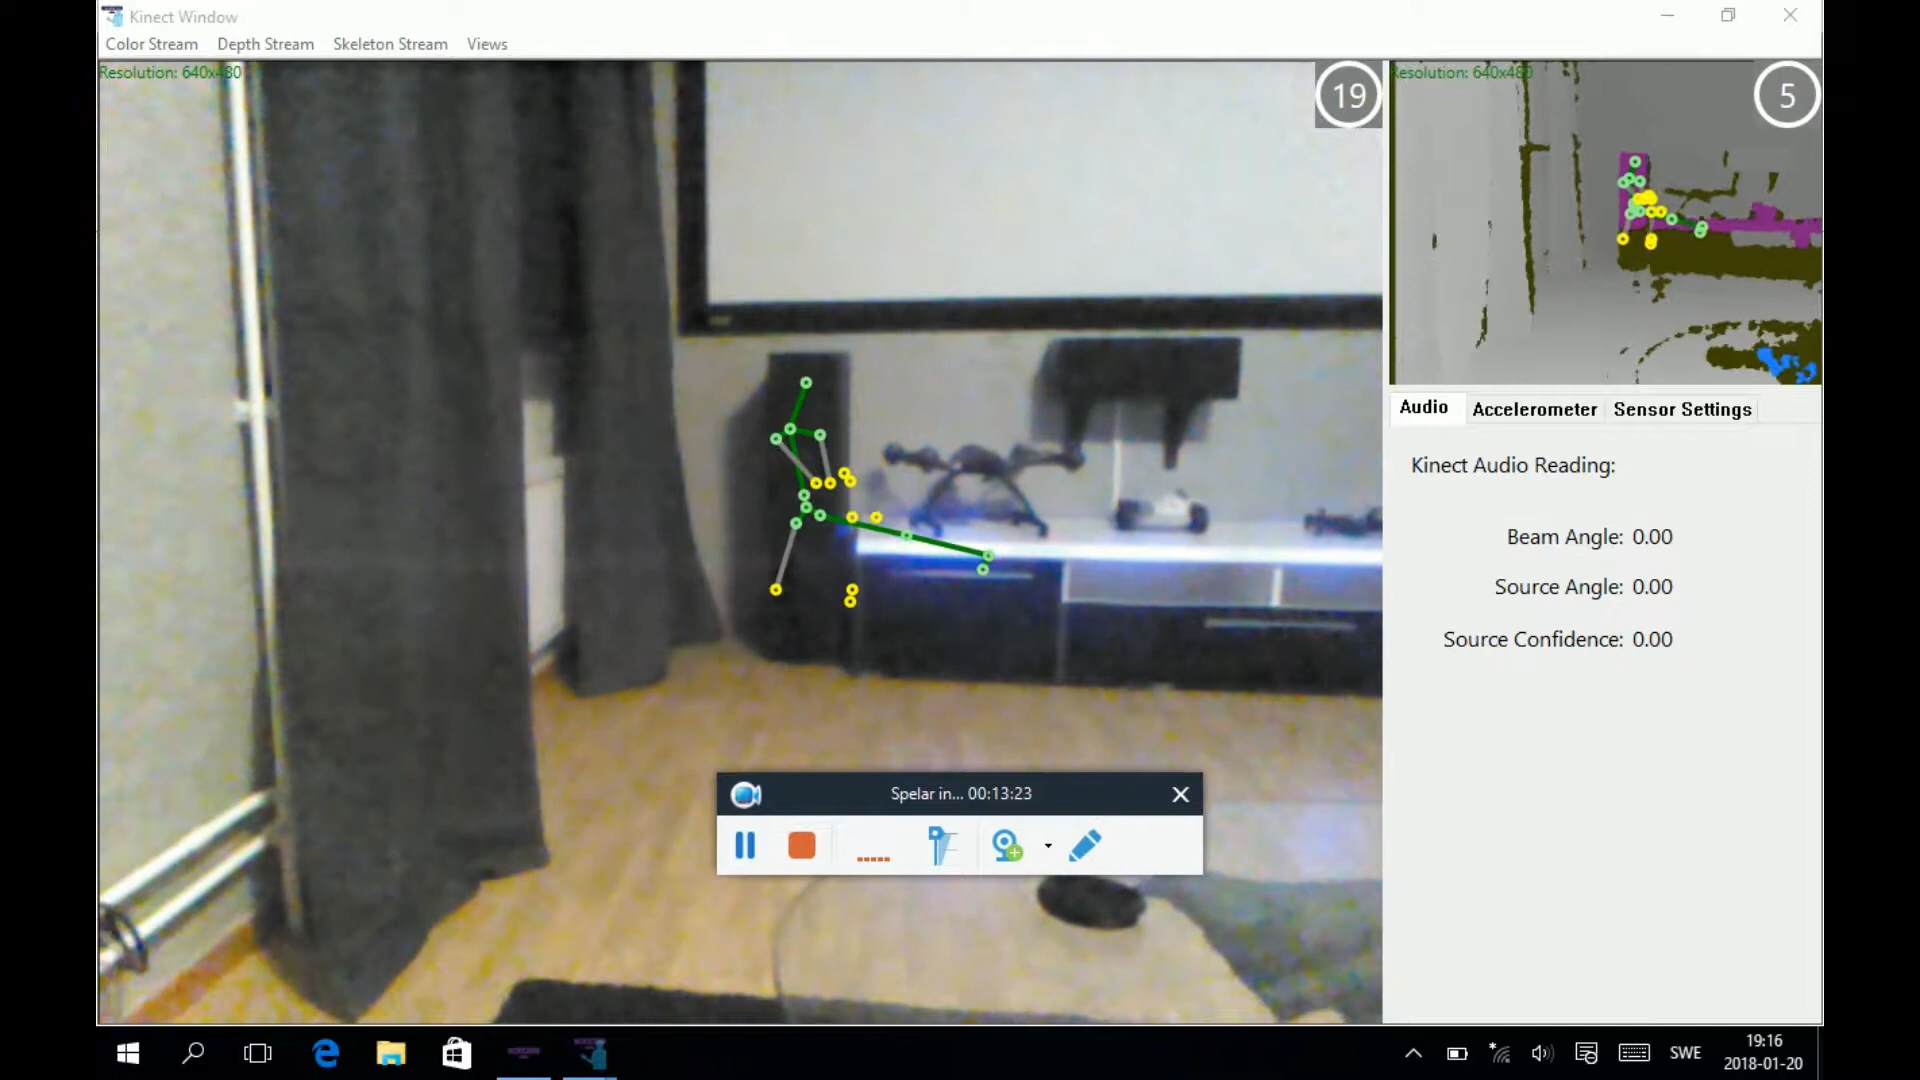 Kinect Window
Color Stream Depth Stream Skeleton Stream Views
Resolution: 640x480
19
Resolution: 640x480
5
Audio Accelerometer Sensor Settings
Kinect Audio Reading:
Beam Angle: 0.00
Source Angle: 0.00
Source Confidence: 0.00
Spelar in... 00:13:23
SWE
19:16
2018-01-20